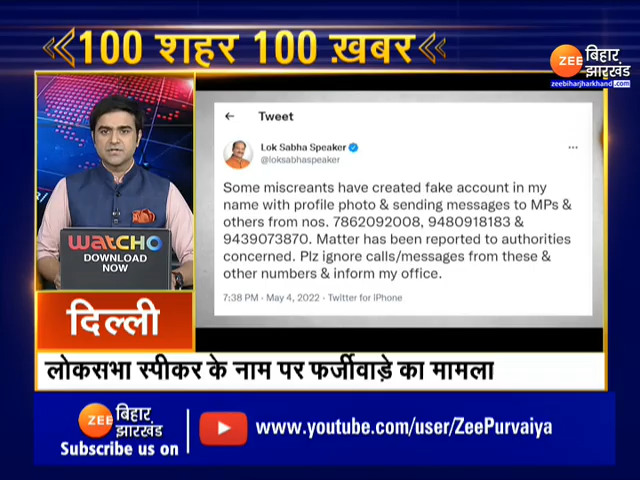 100 शहर 100 ख़बर
ZEE बिहार झारखंड
zeebiharjharkhand.com
Tweet
Lok Sabha Speaker
@loksabhaspeaker
Some miscreants have created fake account in my
name with profile photo & sending messages to MPs &
others from nos. 7862092008, 9480918183 &
9439073870. Matter has been reported to authorities
concerned. Plz ignore calls/messages from these &
other numbers & inform my office.
7:38 PM · May 4, 2022 · Twitter for iPhone
WATCHO
DOWNLOAD
NOW
दिल्ली
लोकसभा स्पीकर के नाम पर फर्जीवाड़े का मामला
ZEE बिहार झारखंड
Subscribe us on
www.youtube.com/user/ZeePurvaiya